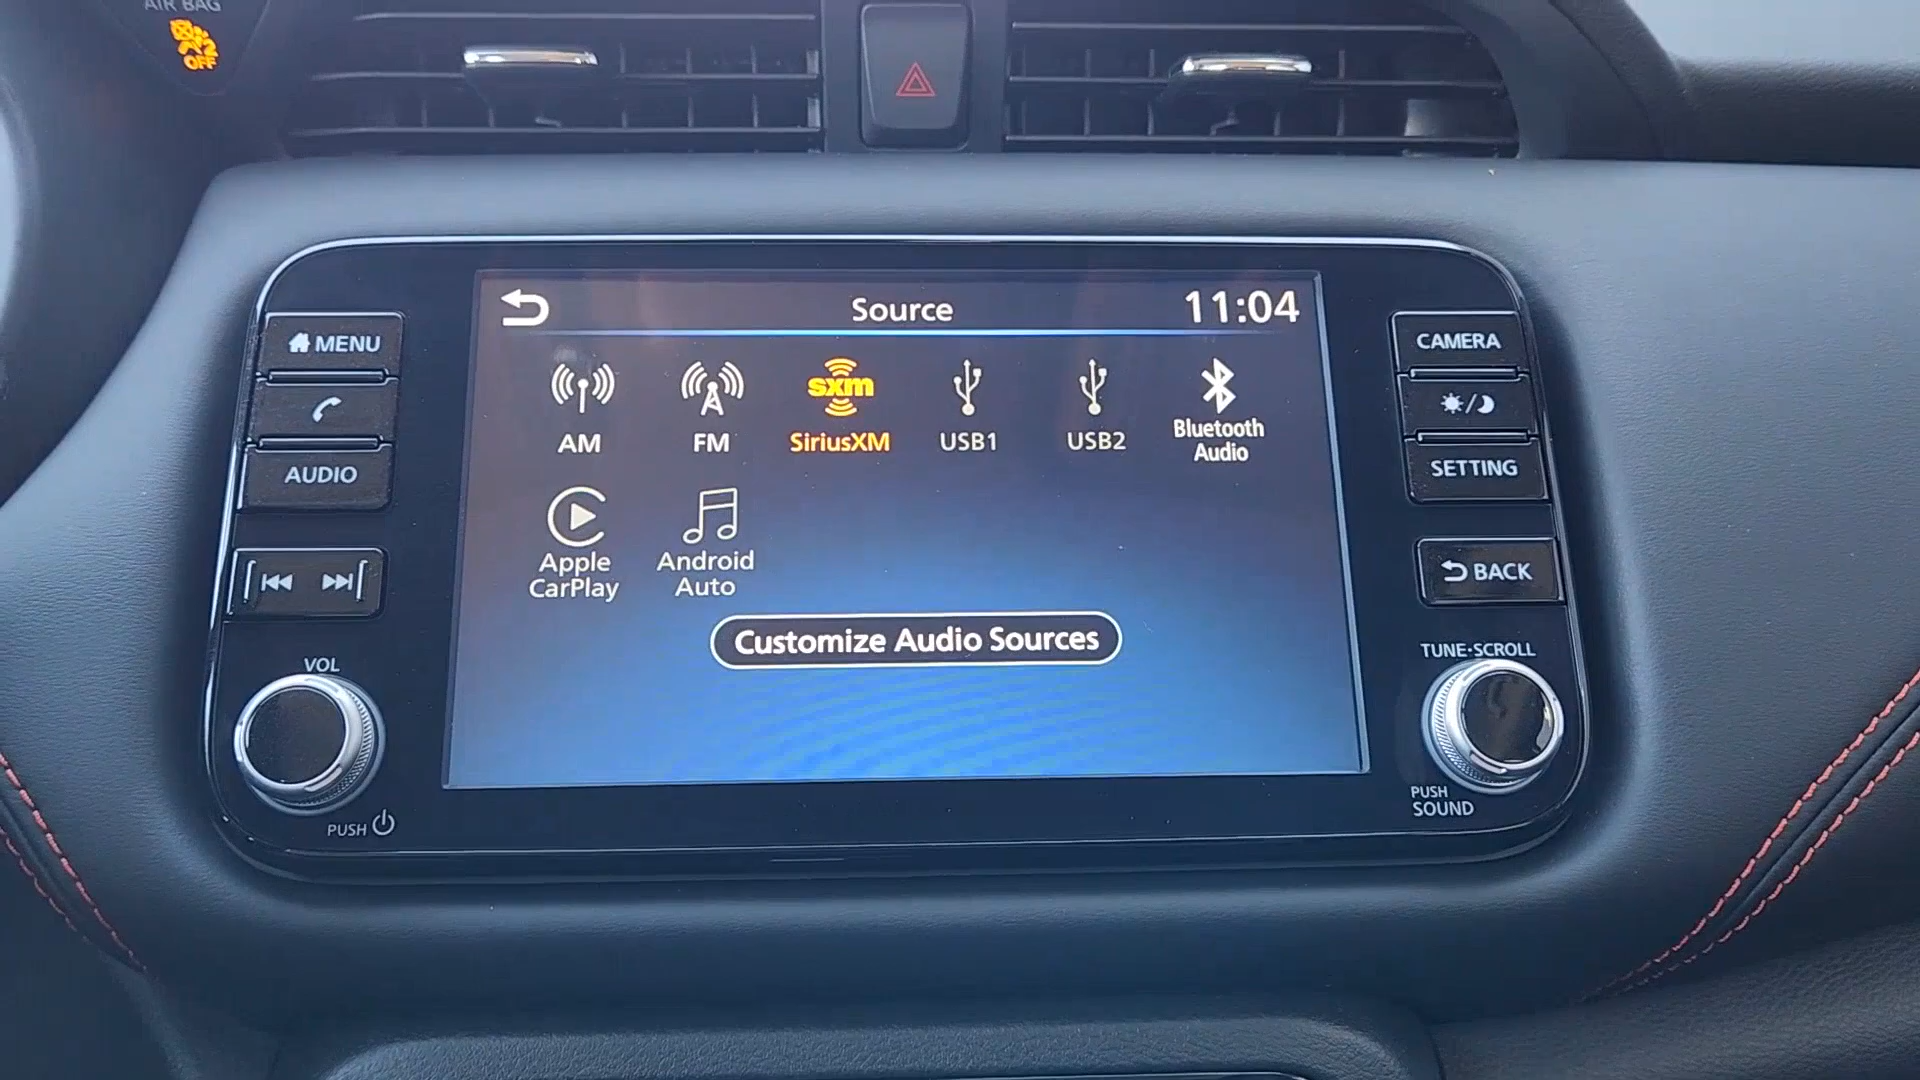 AIR BAG
2
OFF
Source
11:04
MENU
AUDIO
VOL
PUSH
AM
FM
sxm
SiriusXM
USB1
USB2
Bluetooth
Audio
Apple
CarPlay
Android
Auto
Customize Audio Sources
CAMERA
SETTING
BACK
TUNE·SCROLL
PUSH
SOUND